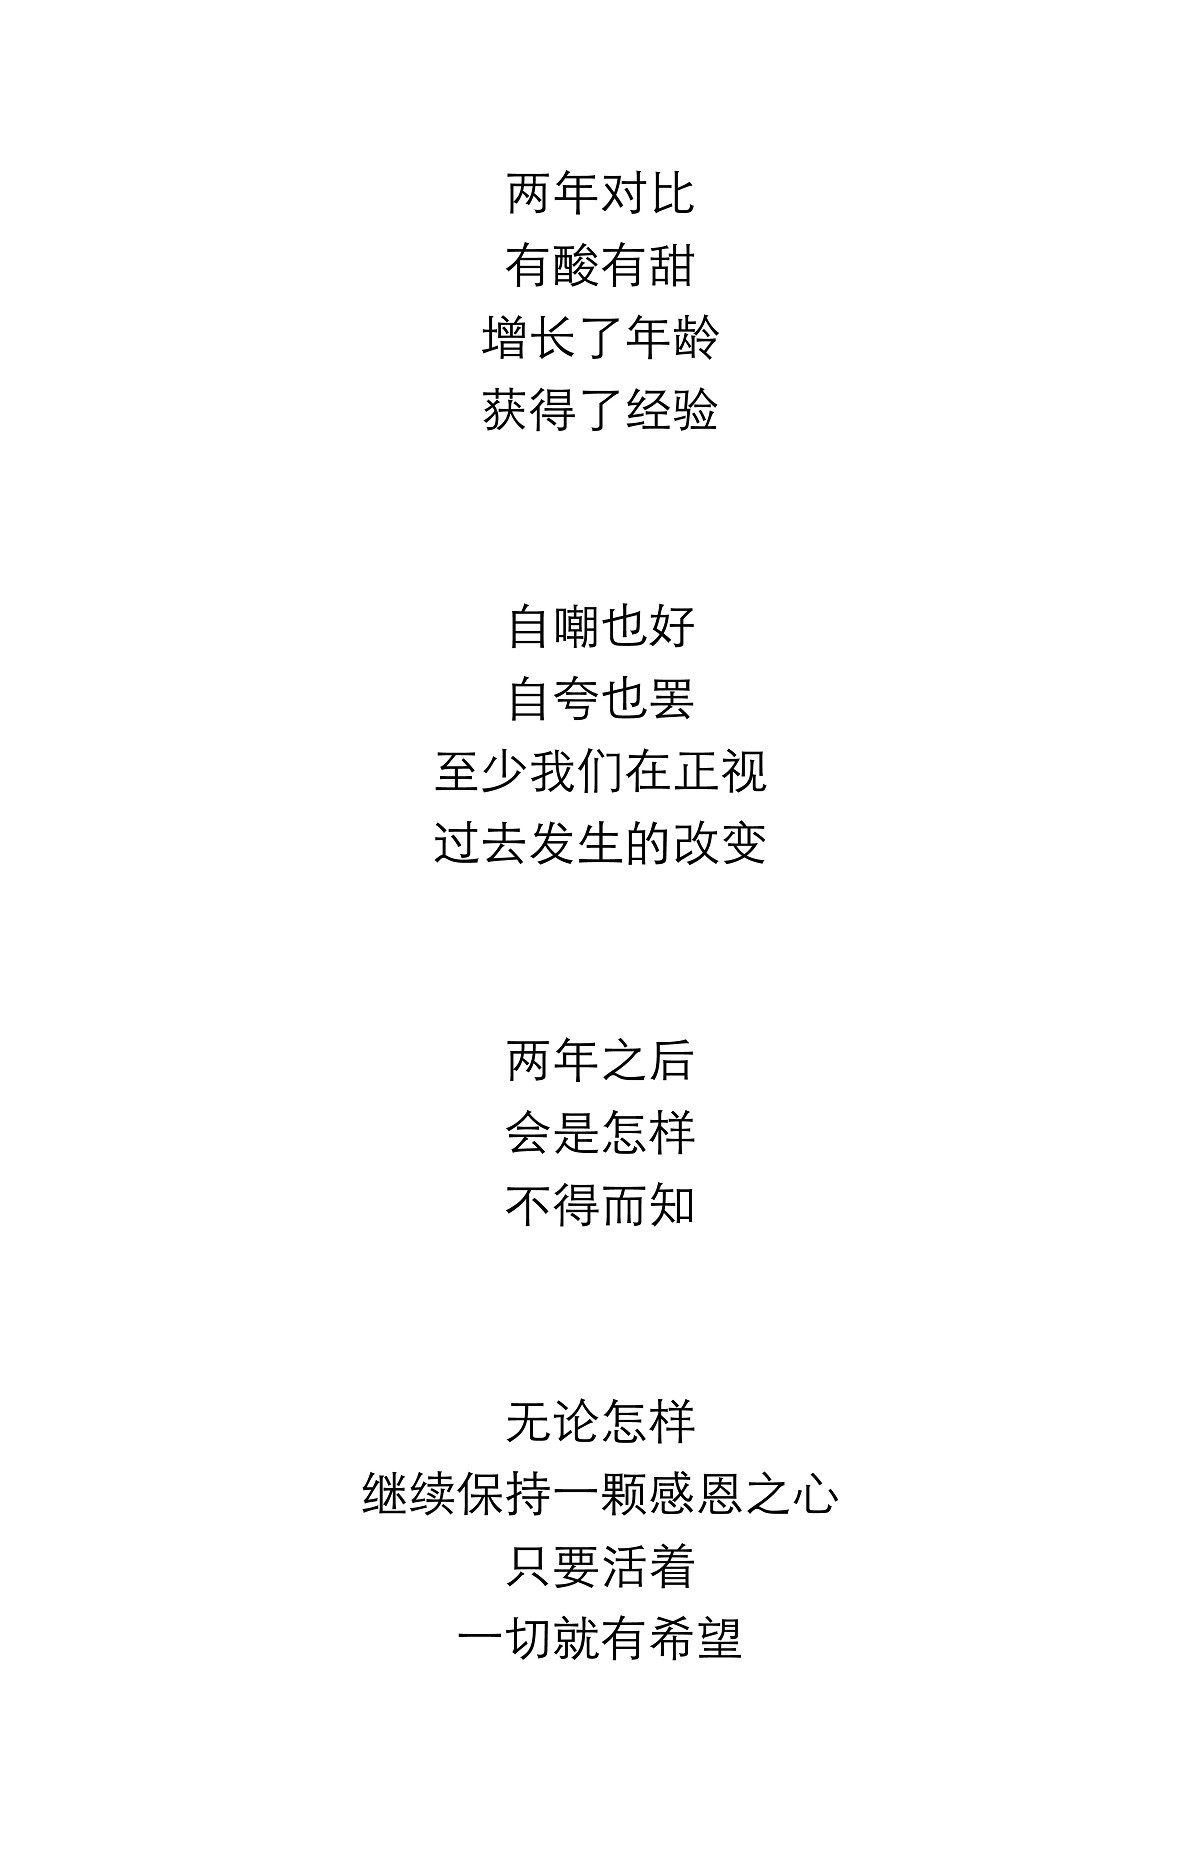 两年对比
有酸有甜
增长了年龄
获得了经验
自嘲也好
自夸也罢
至少我们在正视
过去发生的改变
两年之后
会是怎样
不得而知
无论怎样
继续保持一颗感恩之心
只要活着
一切就有希望